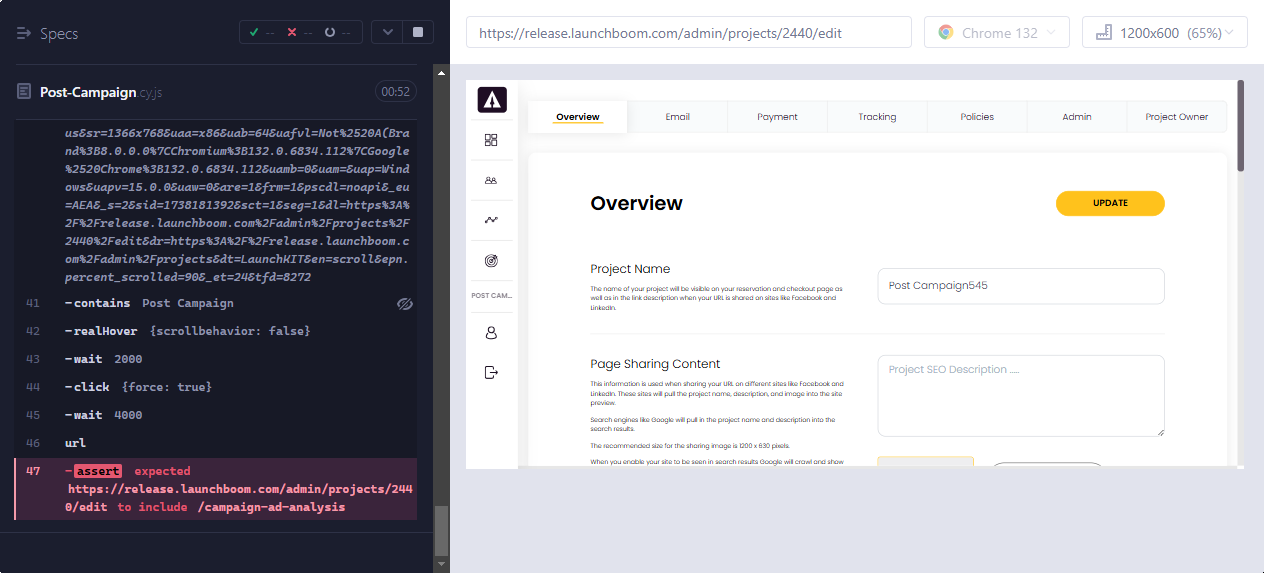 Specs
-- -- --
Post-Campaign.cy.js
00:52
us&sr=1366x768&uaa=x86&uab=64&uafvl=Not%2520A(Bra
nd%3B8.0.0.0%7CChromium%3B132.0.6834.112%7CGoogle
%2520Chrome%3B132.0.6834.112&uamb=0&uam=&uap=Wind
ows&uapv=15.0.0&uaw=0&are=1&frm=1&pscdl=noapi&_eu
=AEA&_s=2&sid=1738181392&sct=1&seg=1&dl=https%3A%
2F%2Frelease.launchboom.com%2Fadmin%2Fprojects%2F
2440%2Fedit&dr=https%3A%2F%2Frelease.launchboom.c
om%2Fadmin%2Fprojects&dt=LaunchKIT&en=scroll&epn.
percent_scrolled=90&_et=24&tfd=8272
41 -contains Post Campaign
42 -realHover {scrollbehavior: false}
43 -wait 2000
44 -click {force: true}
45 -wait 4000
46 url
47 -assert expected
https://release.launchboom.com/admin/projects/244
0/edit to include /campaign-ad-analysis
https://release.launchboom.com/admin/projects/2440/edit
Chrome 132
1200x600 (65%)
POST CAM...
Overview Email Payment Tracking Policies Admin Project Owner
Overview
UPDATE
Project Name
The name of your project will be visible on your reservation and checkout page as
well as in the link description when your URL is shared on sites like Facebook and
LinkedIn.
Post Campaign545
Page Sharing Content
This information is used when sharing your URL on different sites like Facebook and
LinkedIn. These sites will pull the project name, description, and image into the site
preview.
Search engines like Google will pull in the project name and description into the
search results.
The recommended size for the sharing image is 1200 x 630 pixels.
When you enable your site to be seen in search results Google will crawl and show
Project SEO Description .....